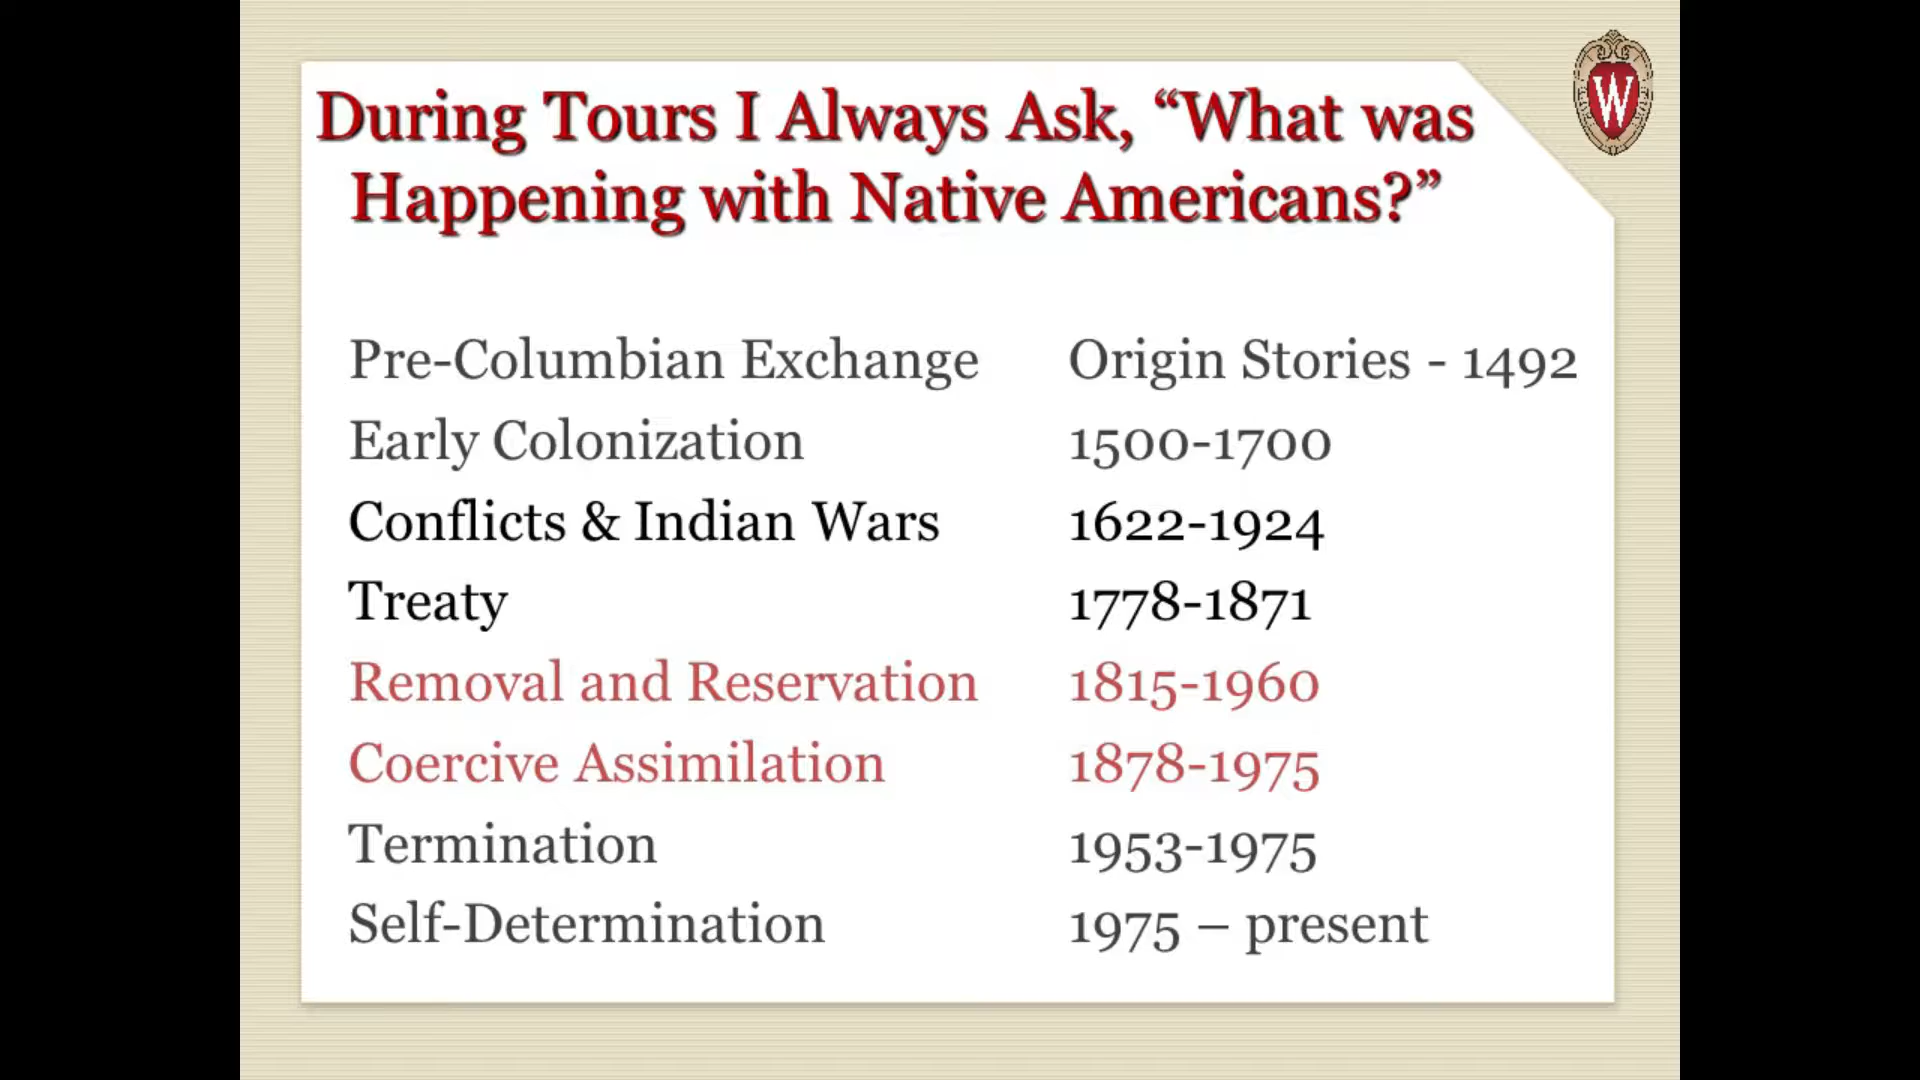 During Tours I Always Ask, “What was
Happening with Native Americans?”
W
Pre-Columbian Exchange Origin Stories - 1492
Early Colonization 1500-1700
Conflicts & Indian Wars 1622-1924
Treaty 1778-1871
Removal and Reservation 1815-1960
Coercive Assimilation 1878-1975
Termination 1953-1975
Self-Determination 1975 – present